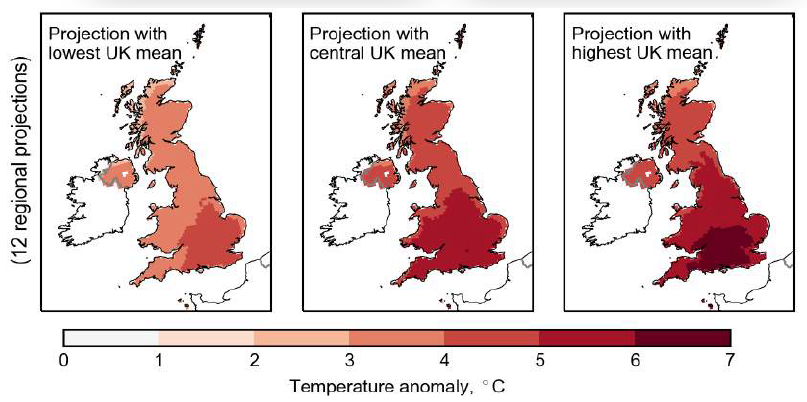 (12 regional projections)
Projection with
lowest UK mean
Projection with
central UK mean
Projection with
highest UK mean
0 1 2 3 4 5 6 7
Temperature anomaly, °C